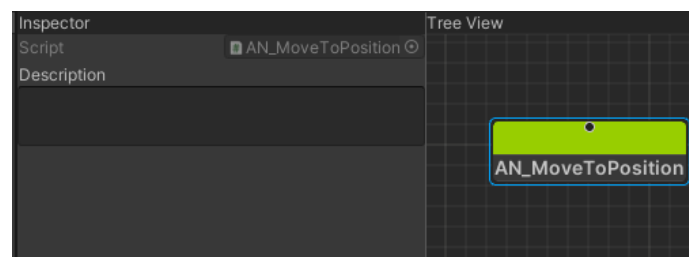 Inspector
Script AN_MoveToPosition
Description
Tree View
AN_MoveToPosition